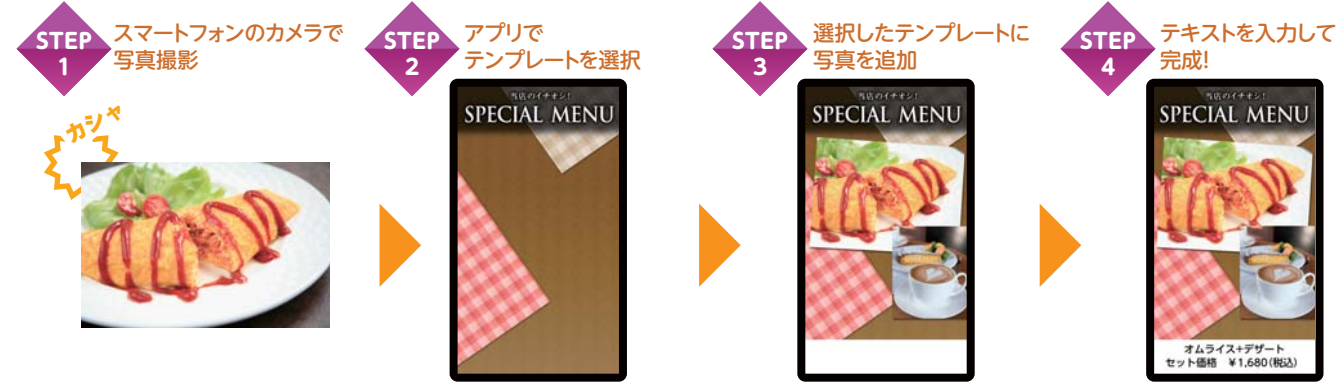 STEP
1
スマートフォンのカメラで
写真撮影
カシャ
STEP
2
アプリで
テンプレートを選択
当店のイチオシ!
SPECIAL MENU
STEP
3
選択したテンプレートに
写真を追加
当店のイチオシ!
SPECIAL MENU
STEP
4
テキストを入力して
完成!
当店のイチオシ!
SPECIAL MENU
オムライス+デザート
セット価格 ¥1,680(税込)